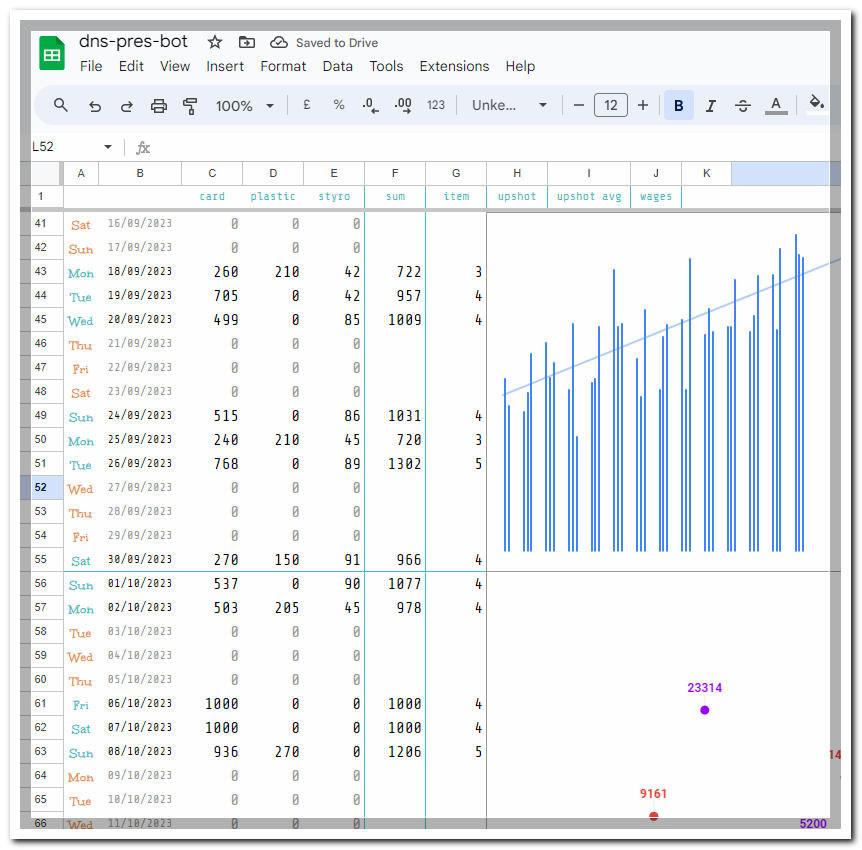 dns-pres-bot Saved to Drive
File Edit View Insert Format Data Tools Extensions Help
100% £ % .0 .00 123 Unke... 12 B I S A
L52 fx
A B C D E F G H I J K
1 card plastic styro sum item upshot upshot avg wages
41 Sat 16/09/2023 0 0 0
42 Sun 17/09/2023 0 0 0
43 Mon 18/09/2023 260 210 42 722 3
44 Tue 19/09/2023 705 0 42 957 4
45 Wed 20/09/2023 499 0 85 1009 4
46 Thu 21/09/2023 0 0 0
47 Fri 22/09/2023 0 0 0
48 Sat 23/09/2023 0 0 0
49 Sun 24/09/2023 515 0 86 1031 4
50 Mon 25/09/2023 240 210 45 720 3
51 Tue 26/09/2023 768 0 89 1302 5
52 Wed 27/09/2023 0 0 0
53 Thu 28/09/2023 0 0 0
54 Fri 29/09/2023 0 0 0
55 Sat 30/09/2023 270 150 91 966 4
56 Sun 01/10/2023 537 0 90 1077 4
57 Mon 02/10/2023 503 205 45 978 4
58 Tue 03/10/2023 0 0 0
59 Wed 04/10/2023 0 0 0
60 Thu 05/10/2023 0 0 0
61 Fri 06/10/2023 1000 0 0 1000 4
23314
62 Sat 07/10/2023 1000 0 0 1000 4
63 Sun 08/10/2023 936 270 0 1206 5
14
64 Mon 09/10/2023 0 0 0
65 Tue 10/10/2023 0 0 0
9161
66 Wed 11/10/2023 0 0 0
5200